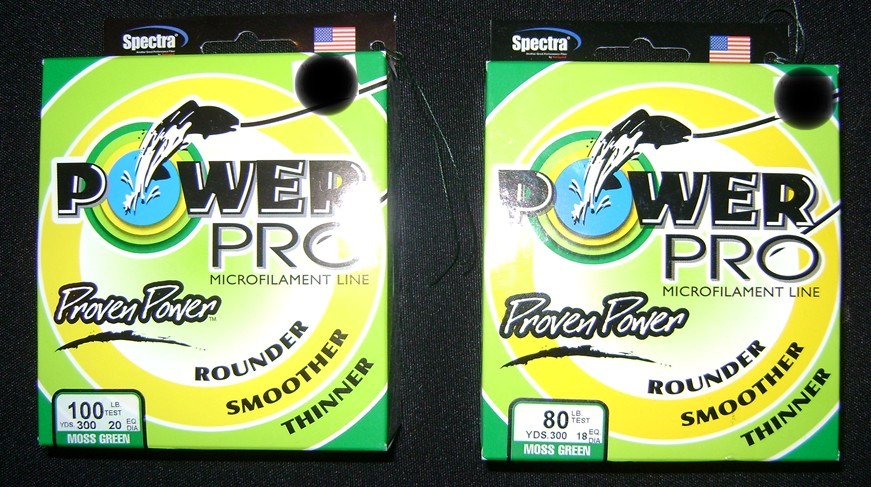 Spectra®
POWER
PRO
MICROFILAMENT LINE
Proven Power™
ROUNDER
SMOOTHER
THINNER
100 LB. TEST
YDS. 300 20 EQ. DIA
MOSS GREEN
Spectra®
POWER
PRO
MICROFILAMENT LINE
Proven Power
ROUNDER
SMOOTHER
THINNER
80 LB. TEST
YDS. 300 18 EQ. DIA
MOSS GREEN